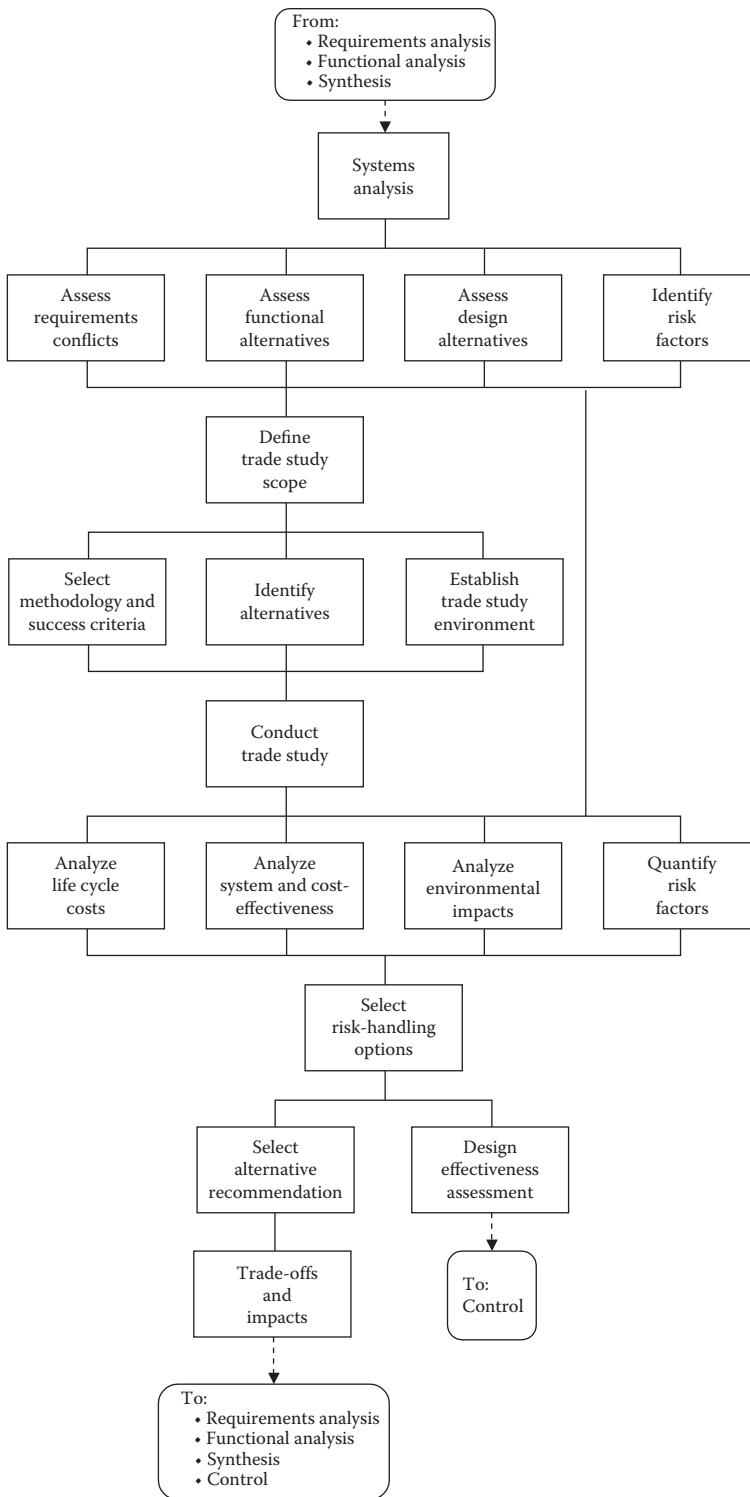 From:
• Requirements analysis
• Functional analysis
• Synthesis
Systems
analysis
Assess
requirements
conflicts
Assess
functional
alternatives
Assess
design
alternatives
Identify
risk
factors
Define
trade study
scope
Select
methodology and
success criteria
Identify
alternatives
Establish
trade study
environment
Conduct
trade study
Analyze
life cycle
costs
Analyze
system and cost-
effectiveness
Analyze
environmental
impacts
Quantify
risk
factors
Select
risk-handling
options
Select
alternative
recommendation
Design
effectiveness
assessment
Trade-offs
and
impacts
To:
Control
To:
• Requirements analysis
• Functional analysis
• Synthesis
• Control